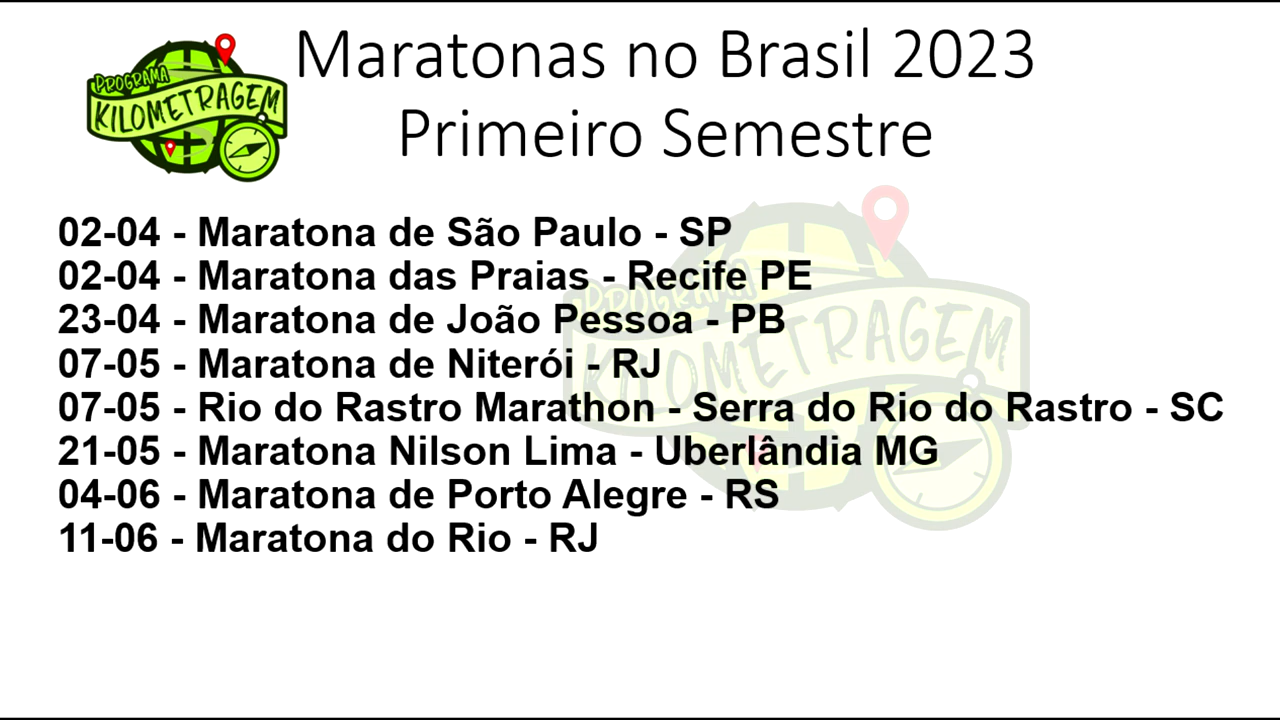 PROGRAMA
KILOMETRAGEM
Maratonas no Brasil 2023
Primeiro Semestre
02-04 - Maratona de São Paulo - SP
02-04 - Maratona das Praias - Recife PE
23-04 - Maratona de João Pessoa - PB
07-05 - Maratona de Niterói - RJ
07-05 - Rio do Rastro Marathon - Serra do Rio do Rastro - SC
21-05 - Maratona Nilson Lima - Uberlândia MG
04-06 - Maratona de Porto Alegre - RS
11-06 - Maratona do Rio - RJ
PROGRAMA
KILOMETRAGEM